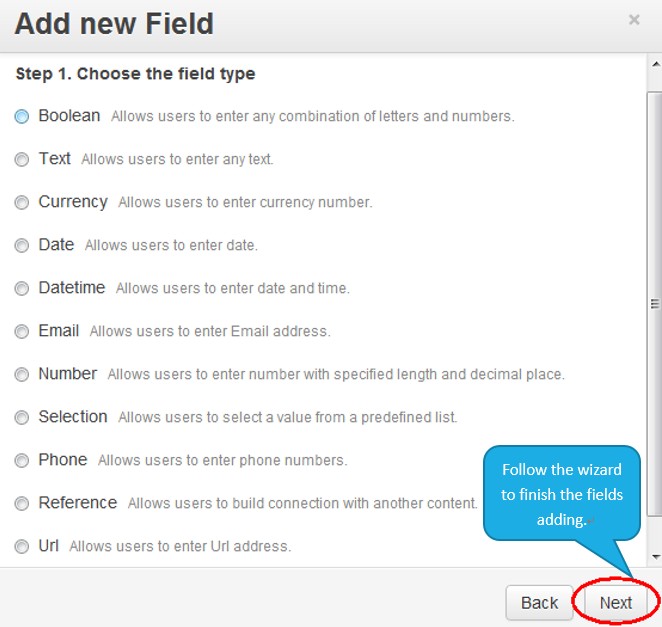 Add new Field
×
Step 1. Choose the field type
Boolean Allows users to enter any combination of letters and numbers.
Text Allows users to enter any text.
Currency Allows users to enter currency number.
Date Allows users to enter date.
Datetime Allows users to enter date and time.
Email Allows users to enter Email address.
Number Allows users to enter number with specified length and decimal place.
Selection Allows users to select a value from a predefined list.
Phone Allows users to enter phone numbers.
Reference Allows users to build connection with another content.
Url Allows users to enter Url address.
Follow the wizard
to finish the fields
adding.
Back Next